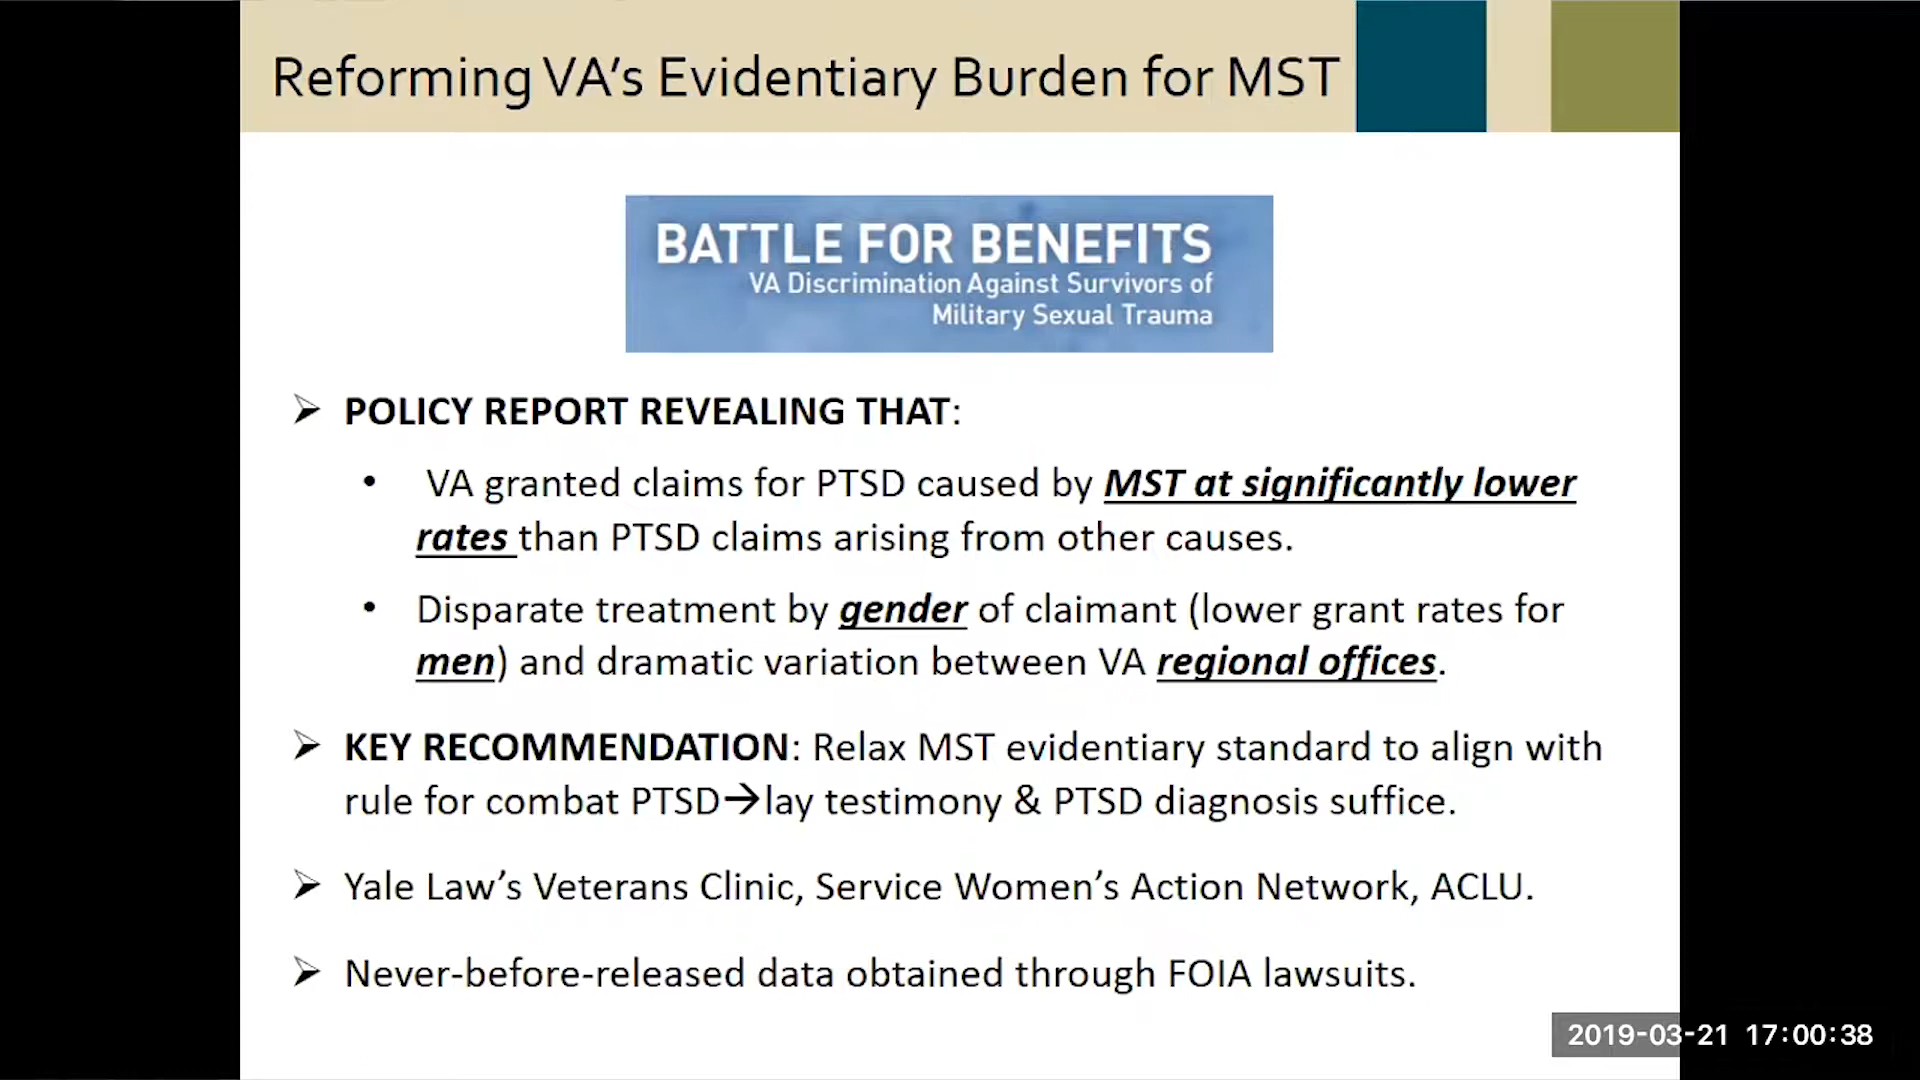 Reforming VA's Evidentiary Burden for MST
BATTLE FOR BENEFITS
VA Discrimination Against Survivors of
Military Sexual Trauma
➢ POLICY REPORT REVEALING THAT:
• VA granted claims for PTSD caused by MST at significantly lower
rates than PTSD claims arising from other causes.
• Disparate treatment by gender of claimant (lower grant rates for
men) and dramatic variation between VA regional offices.
➢ KEY RECOMMENDATION: Relax MST evidentiary standard to align with
rule for combat PTSD→lay testimony & PTSD diagnosis suffice.
➢ Yale Law’s Veterans Clinic, Service Women’s Action Network, ACLU.
➢ Never-before-released data obtained through FOIA lawsuits.
2019-03-21 17:00:38